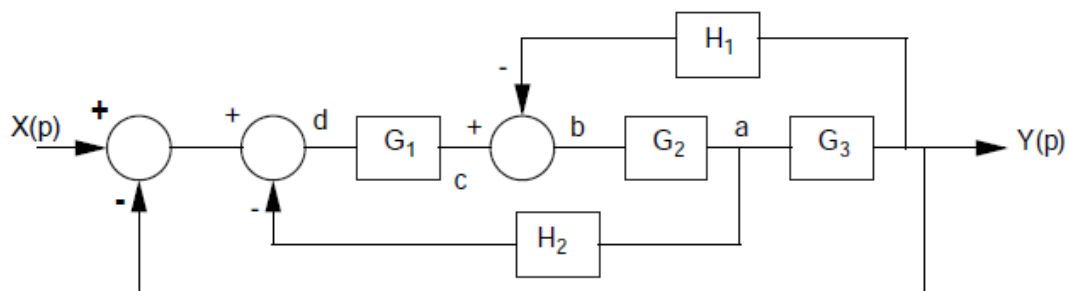 H₁
-
+
X(p)
+
d
G₁
+
c
b
G₂
a
G₃
Y(p)
-
-
H₂